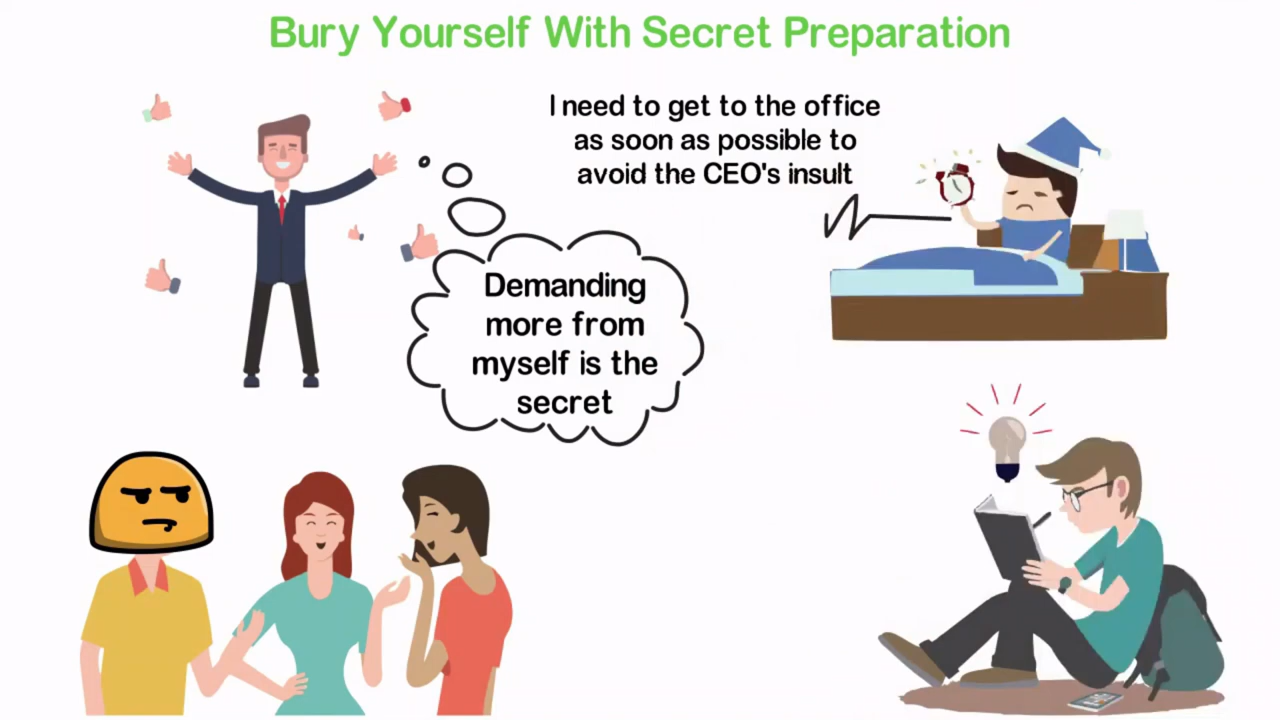 Bury Yourself With Secret Preparation
I need to get to the office
as soon as possible to
avoid the CEO's insult
Demanding
more from
myself is the
secret